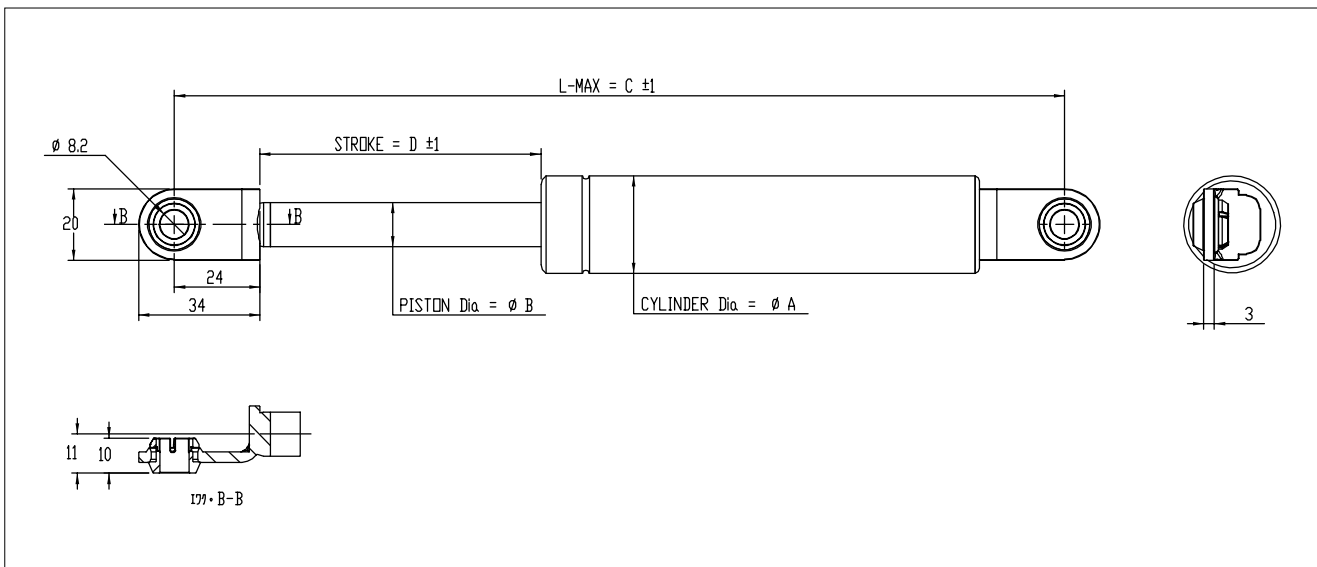 L-MAX = C ±1
STROKE = D ±1
ø 8.2
B
B
20
24
34
PISTON Dia = ø B
CYLINDER Dia = ø A
3
11
10
B-B